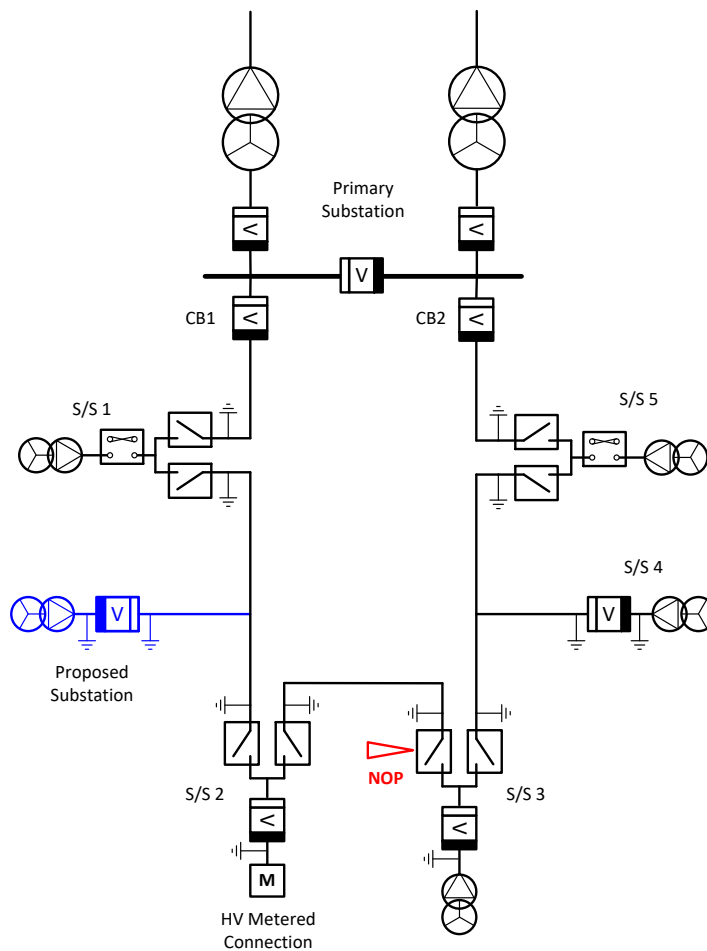 Primary
Substation
V
V
V
CB1
V
CB2
V
S/S 1
S/S 5
S/S 4
V
V
Proposed
Substation
NOP
S/S 2
S/S 3
V
V
M
HV Metered
Connection